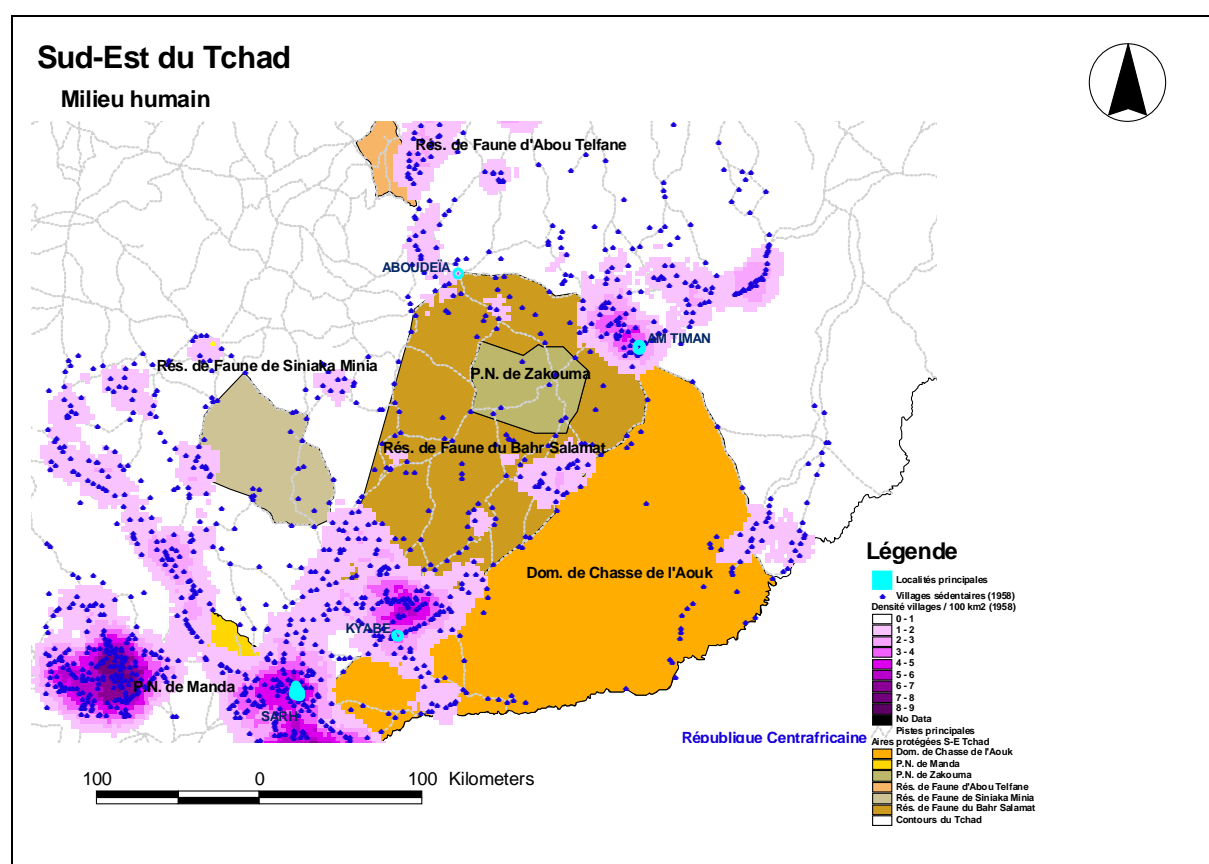 Sud-Est du Tchad
Milieu humain
Rés. de Faune d'Abou Telfane
ABOUDEÏA
AM TIMAN
Rés. de Faune de Siniaka Minia
P.N. de Zakouma
Rés. de Faune du Bahr Salamat
Dom. de Chasse de l'Aouk
KYABE
P.N. de Manda
SARH
République Centrafricaine
100 0 100 Kilometers
Légende
Localités principales
Villages sédentaires (1958)
Densité villages / 100 km2 (1958)
0 - 1
1 - 2
2 - 3
3 - 4
4 - 5
5 - 6
6 - 7
7 - 8
8 - 9
No Data
Pistes principales
Aires protégées S-E Tchad
Dom. de Chasse de l'Aouk
P.N. de Manda
P.N. de Zakouma
Rés. de Faune d'Abou Telfane
Rés. de Faune de Siniaka Minia
Rés. de Faune du Bahr Salamat
Contours du Tchad